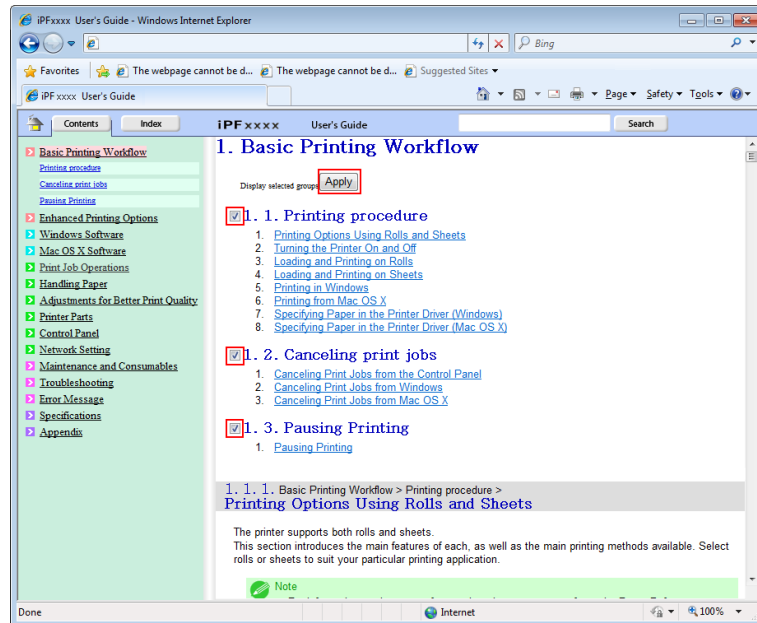 iPFxxxx User's Guide - Windows Internet Explorer
Bing
Favorites
The webpage cannot be d...
The webpage cannot be d...
Suggested Sites
iPF xxxx User's Guide
Page
Safety
Tools
Contents
Index
iPF xxxx
User's Guide
Search
Basic Printing Workflow
Printing procedure
Canceling print jobs
Pausing Printing
Enhanced Printing Options
Windows Software
Mac OS X Software
Print Job Operations
Handling Paper
Adjustments for Better Print Quality
Printer Parts
Control Panel
Network Setting
Maintenance and Consumables
Troubleshooting
Error Message
Specifications
Appendix
1. Basic Printing Workflow
Display selected groups Apply
1. 1. Printing procedure
1. Printing Options Using Rolls and Sheets
2. Turning the Printer On and Off
3. Loading and Printing on Rolls
4. Loading and Printing on Sheets
5. Printing in Windows
6. Printing from Mac OS X
7. Specifying Paper in the Printer Driver (Windows)
8. Specifying Paper in the Printer Driver (Mac OS X)
1. 2. Canceling print jobs
1. Canceling Print Jobs from the Control Panel
2. Canceling Print Jobs from Windows
3. Canceling Print Jobs from Mac OS X
1. 3. Pausing Printing
1. Pausing Printing
1. 1. 1. Basic Printing Workflow > Printing procedure >
Printing Options Using Rolls and Sheets
The printer supports both rolls and sheets.
This section introduces the main features of each, as well as the main printing methods available. Select
rolls or sheets to suit your particular printing application.
Note
Done
Internet
100%